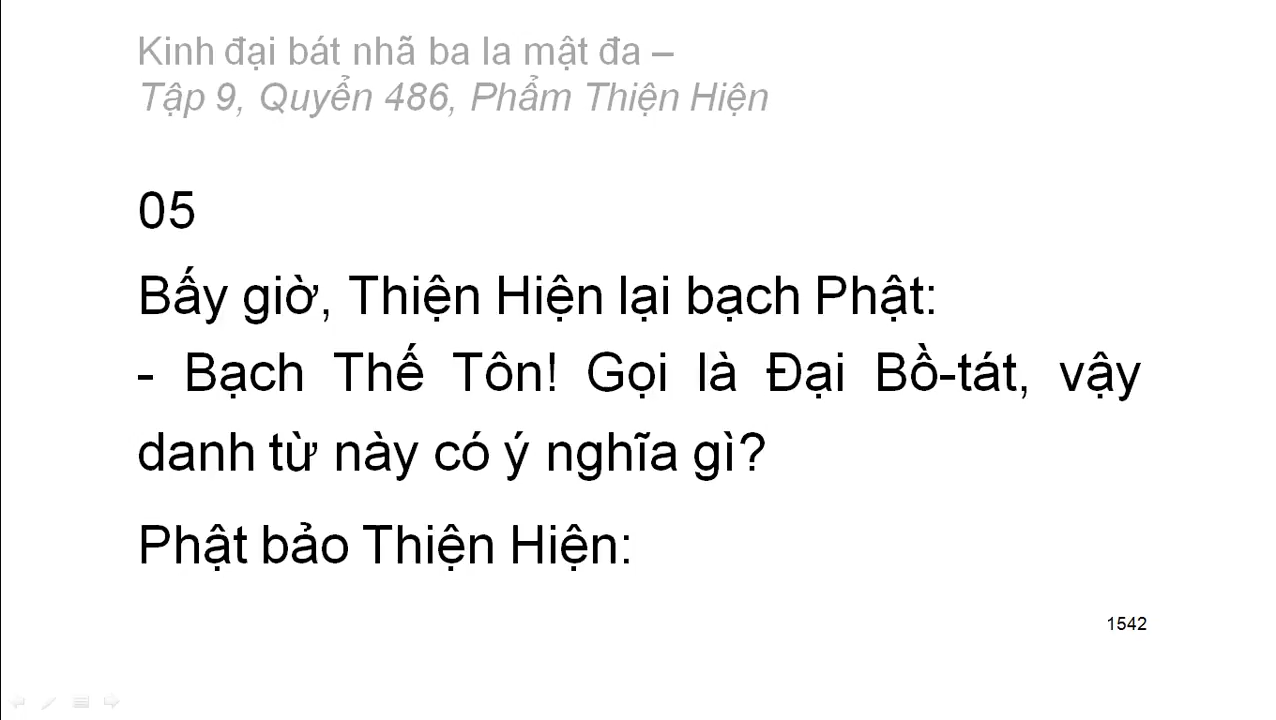 Kinh đại bát nhã ba la mật đa –
Tập 9, Quyển 486, Phẩm Thiện Hiện
05
Bấy giờ, Thiện Hiện lại bạch Phật:
- Bạch Thế Tôn! Gọi là Đại Bồ-tát, vậy
danh từ này có ý nghĩa gì?
Phật bảo Thiện Hiện:
1542